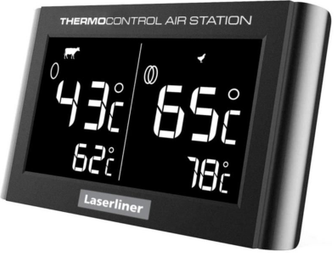 THERMOCONTROL AIR STATION
43°c 65°c
62°c 78°c
Laserliner